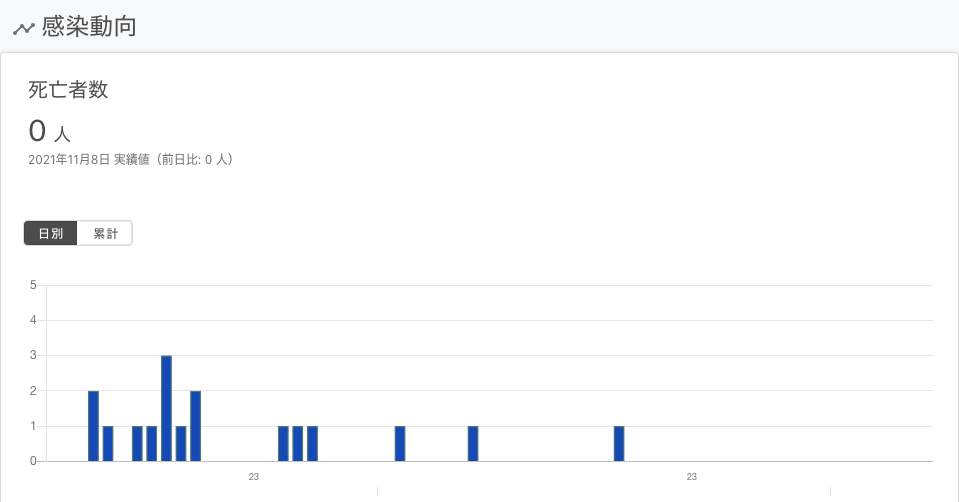 感染動向
死亡者数
0 人
2021年11月8日 実績値（前日比: 0 人）
日別 累計
5
4
3
2
1
0
23 23